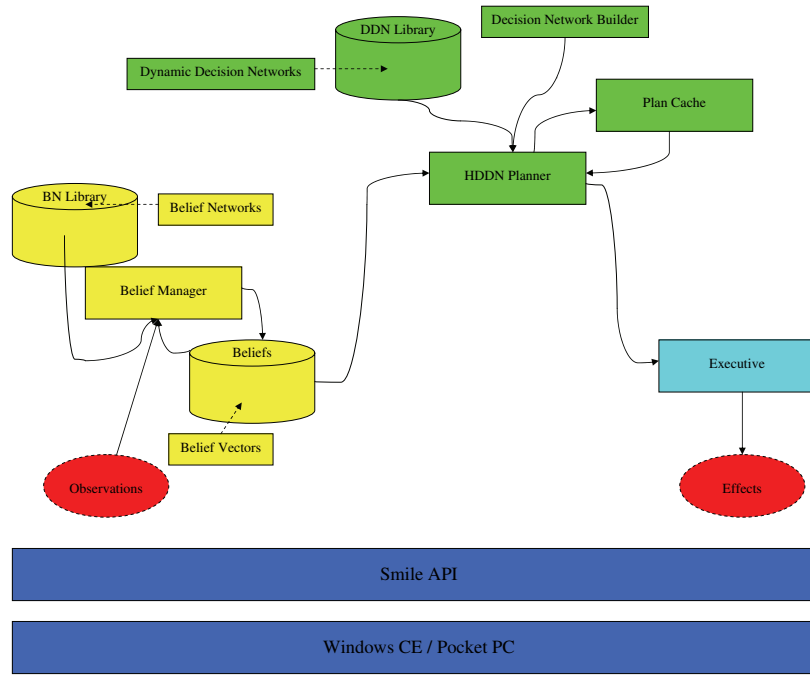 DDN Library
Decision Network Builder
Dynamic Decision Networks
Plan Cache
HDDN Planner
BN Library
Belief Networks
Belief Manager
Beliefs
Executive
Belief Vectors
Observations
Effects
Smile API
Windows CE / Pocket PC